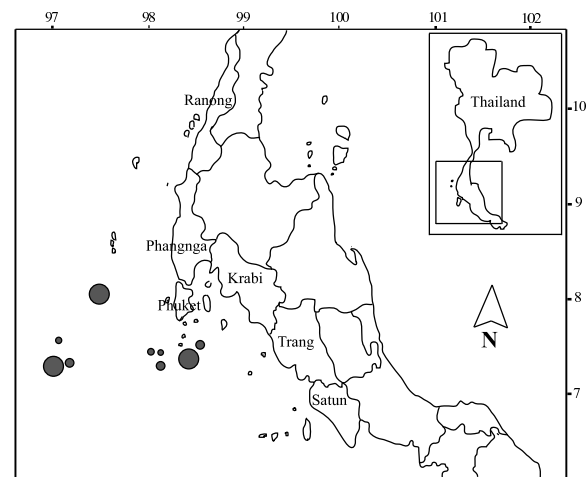 97 98 99 100 101 102
Ranong
Thailand
10
9
Phangnga
Krabi
8
Phuket
Trang
N
7
Satun